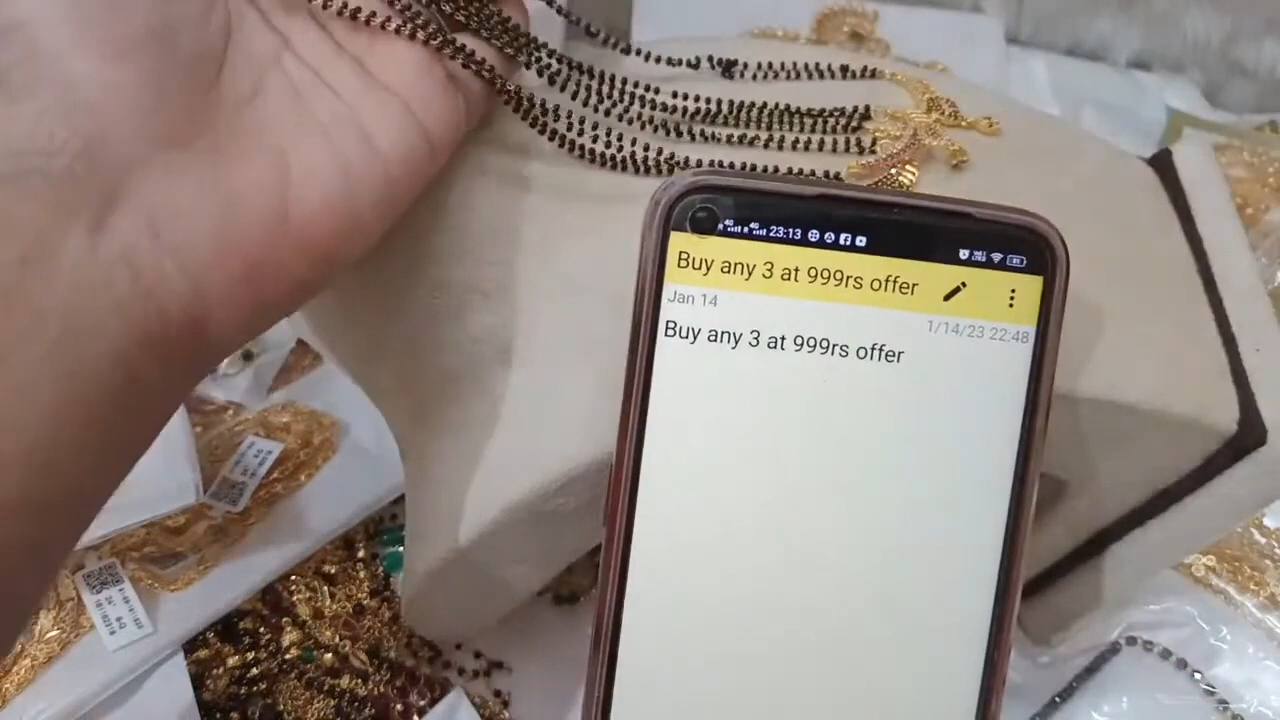 23:13
Buy any 3 at 999rs offer
Jan 14
1/14/23 22:48
Buy any 3 at 999rs offer
24"